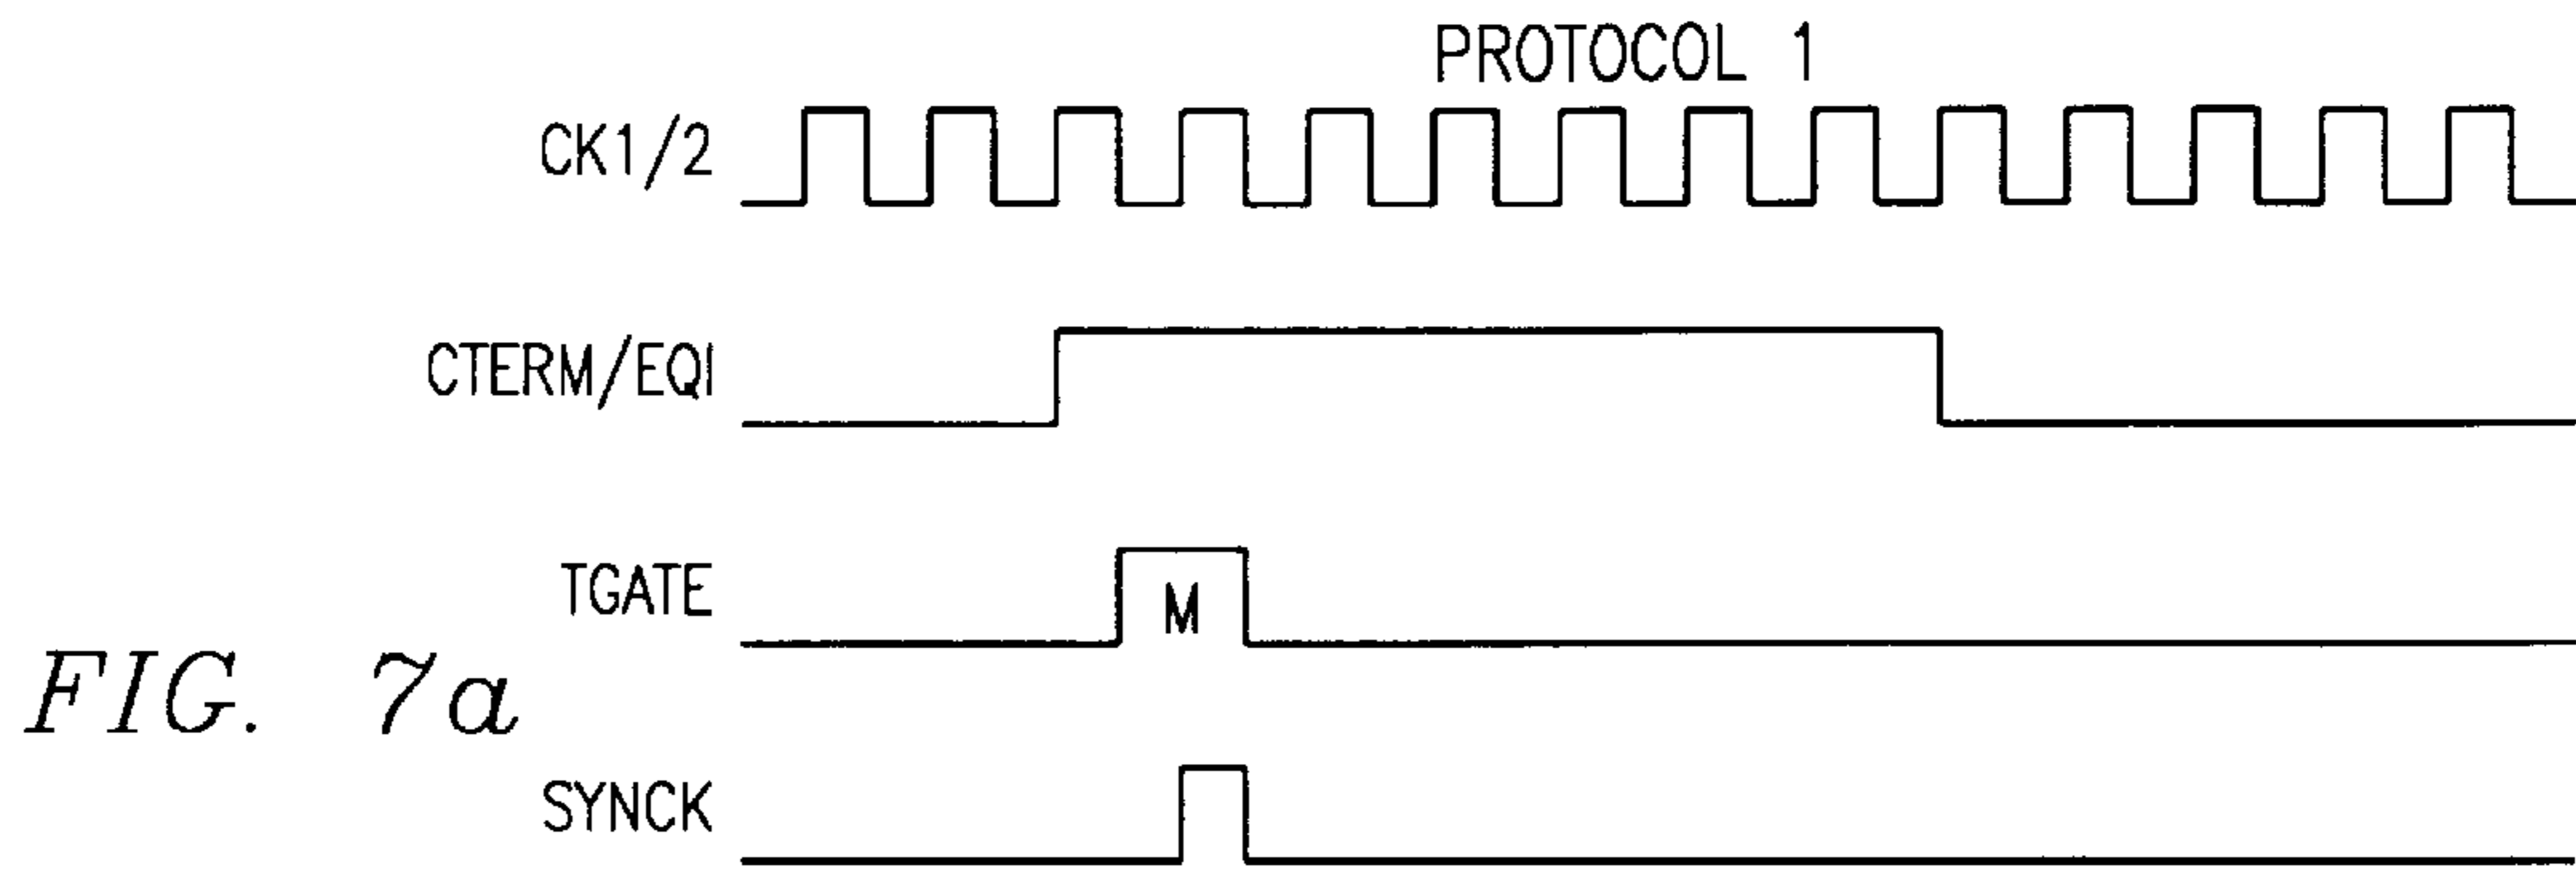 PROTOCOL 1
CK1/2
CTERM/EQI
TGATE
M
FIG. 7a
SYNCK